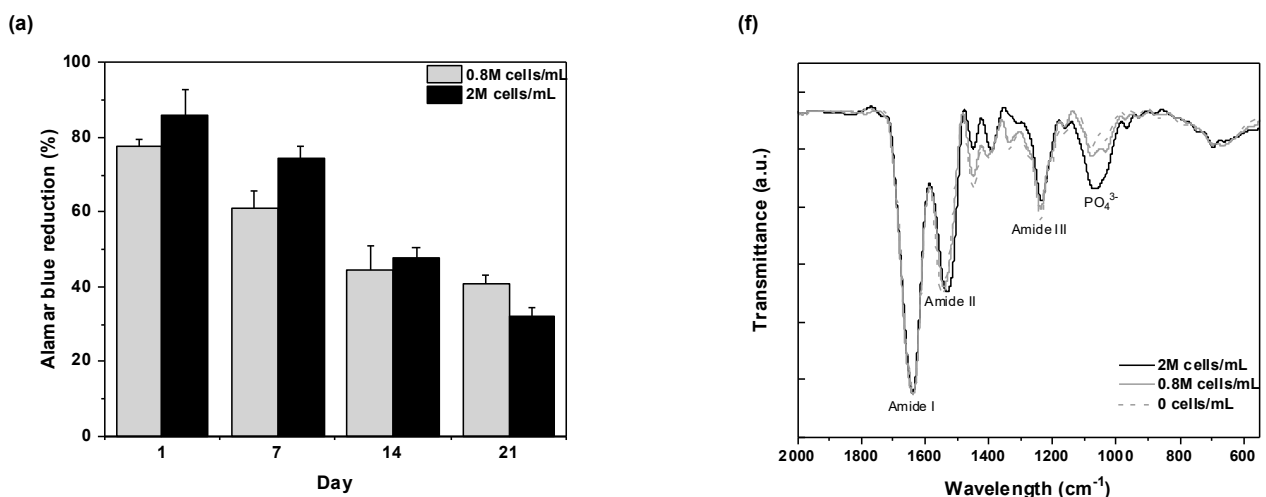 (a)
100
80
60
40
20
0
Alamar blue reduction (%)
0.8M cells/mL
2M cells/mL
1 7 14 21
Day
(f)
Transmittance (a.u.)
Amide I
Amide II
Amide III
PO₄³⁻
2M cells/mL
0.8M cells/mL
0 cells/mL
2000 1800 1600 1400 1200 1000 800 600
Wavelength (cm⁻¹)